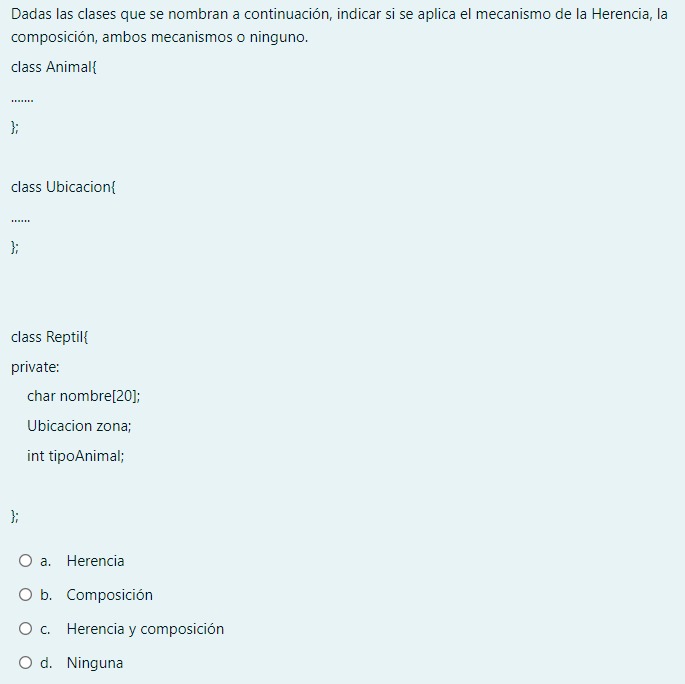 Dadas las clases que se nombran a continuación, indicar si se aplica el mecanismo de la Herencia, la
composición, ambos mecanismos o ninguno.
class Animal{
.......
};
class Ubicacion{
......
};
class Reptil{
private:
char nombre[20];
Ubicacion zona;
int tipoAnimal;
};
a. Herencia
b. Composición
c. Herencia y composición
d. Ninguna